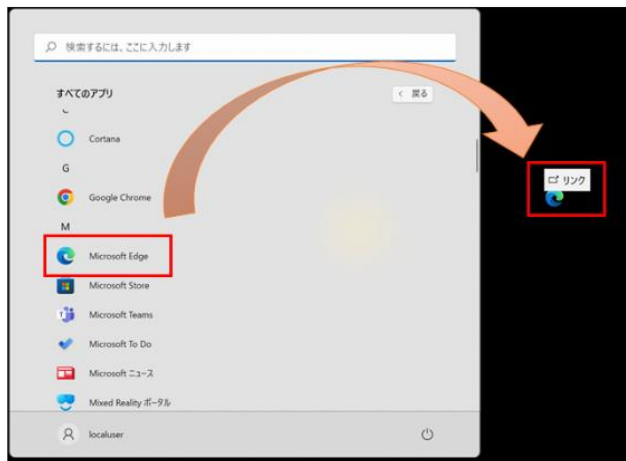 検索するには、ここに入力します
すべてのアプリ
< 戻る
Cortana
G
Google Chrome
M
Microsoft Edge
Microsoft Store
Microsoft Teams
Microsoft To Do
Microsoft ニュース
Mixed Reality ポータル
localuser
リンク